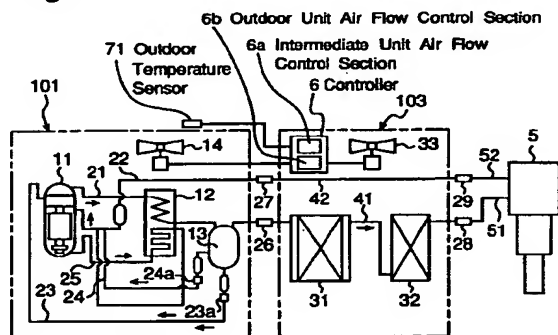 6b Outdoor Unit Air Flow Control Section
6a Intermediate Unit Air Flow
Control Section
71 Outdoor
Temperature
Sensor
6 Controller
101
103
14
33
5
11
21
22
12
52
27
42
29
13
26
41
51
28
24a
25
24
23
23a
31
32